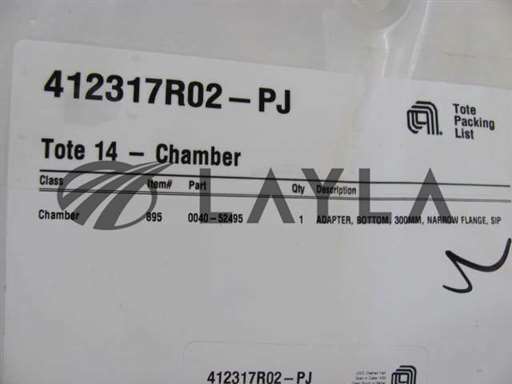 412317R02-PJ
Tote Packing List
Tote 14 - Chamber
Class Item# Part Qty Description
Chamber 895 0040-52495 1 ADAPTER, BOTTOM, 300MM, NARROW FLANGE, SIP
LAYLA
412317R02-PJ